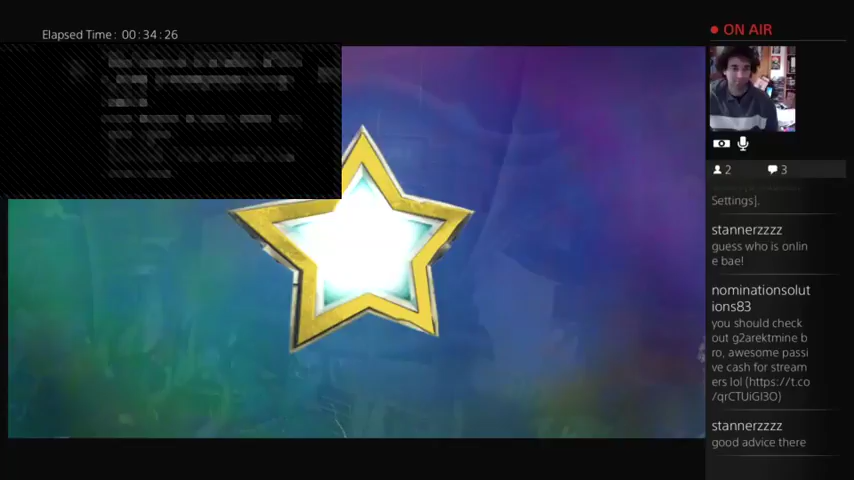 Elapsed Time: 00:34:26
ON AIR
2
3
Settings].
stannerzzzz
guess who is onlin
e bae!
nominationsolut
ions83
you should check
out g2arektmine b
ro, awesome passi
ve cash for stream
ers lol (https://t.co
/qrCTUiGI3O)
stannerzzzz
good advice there